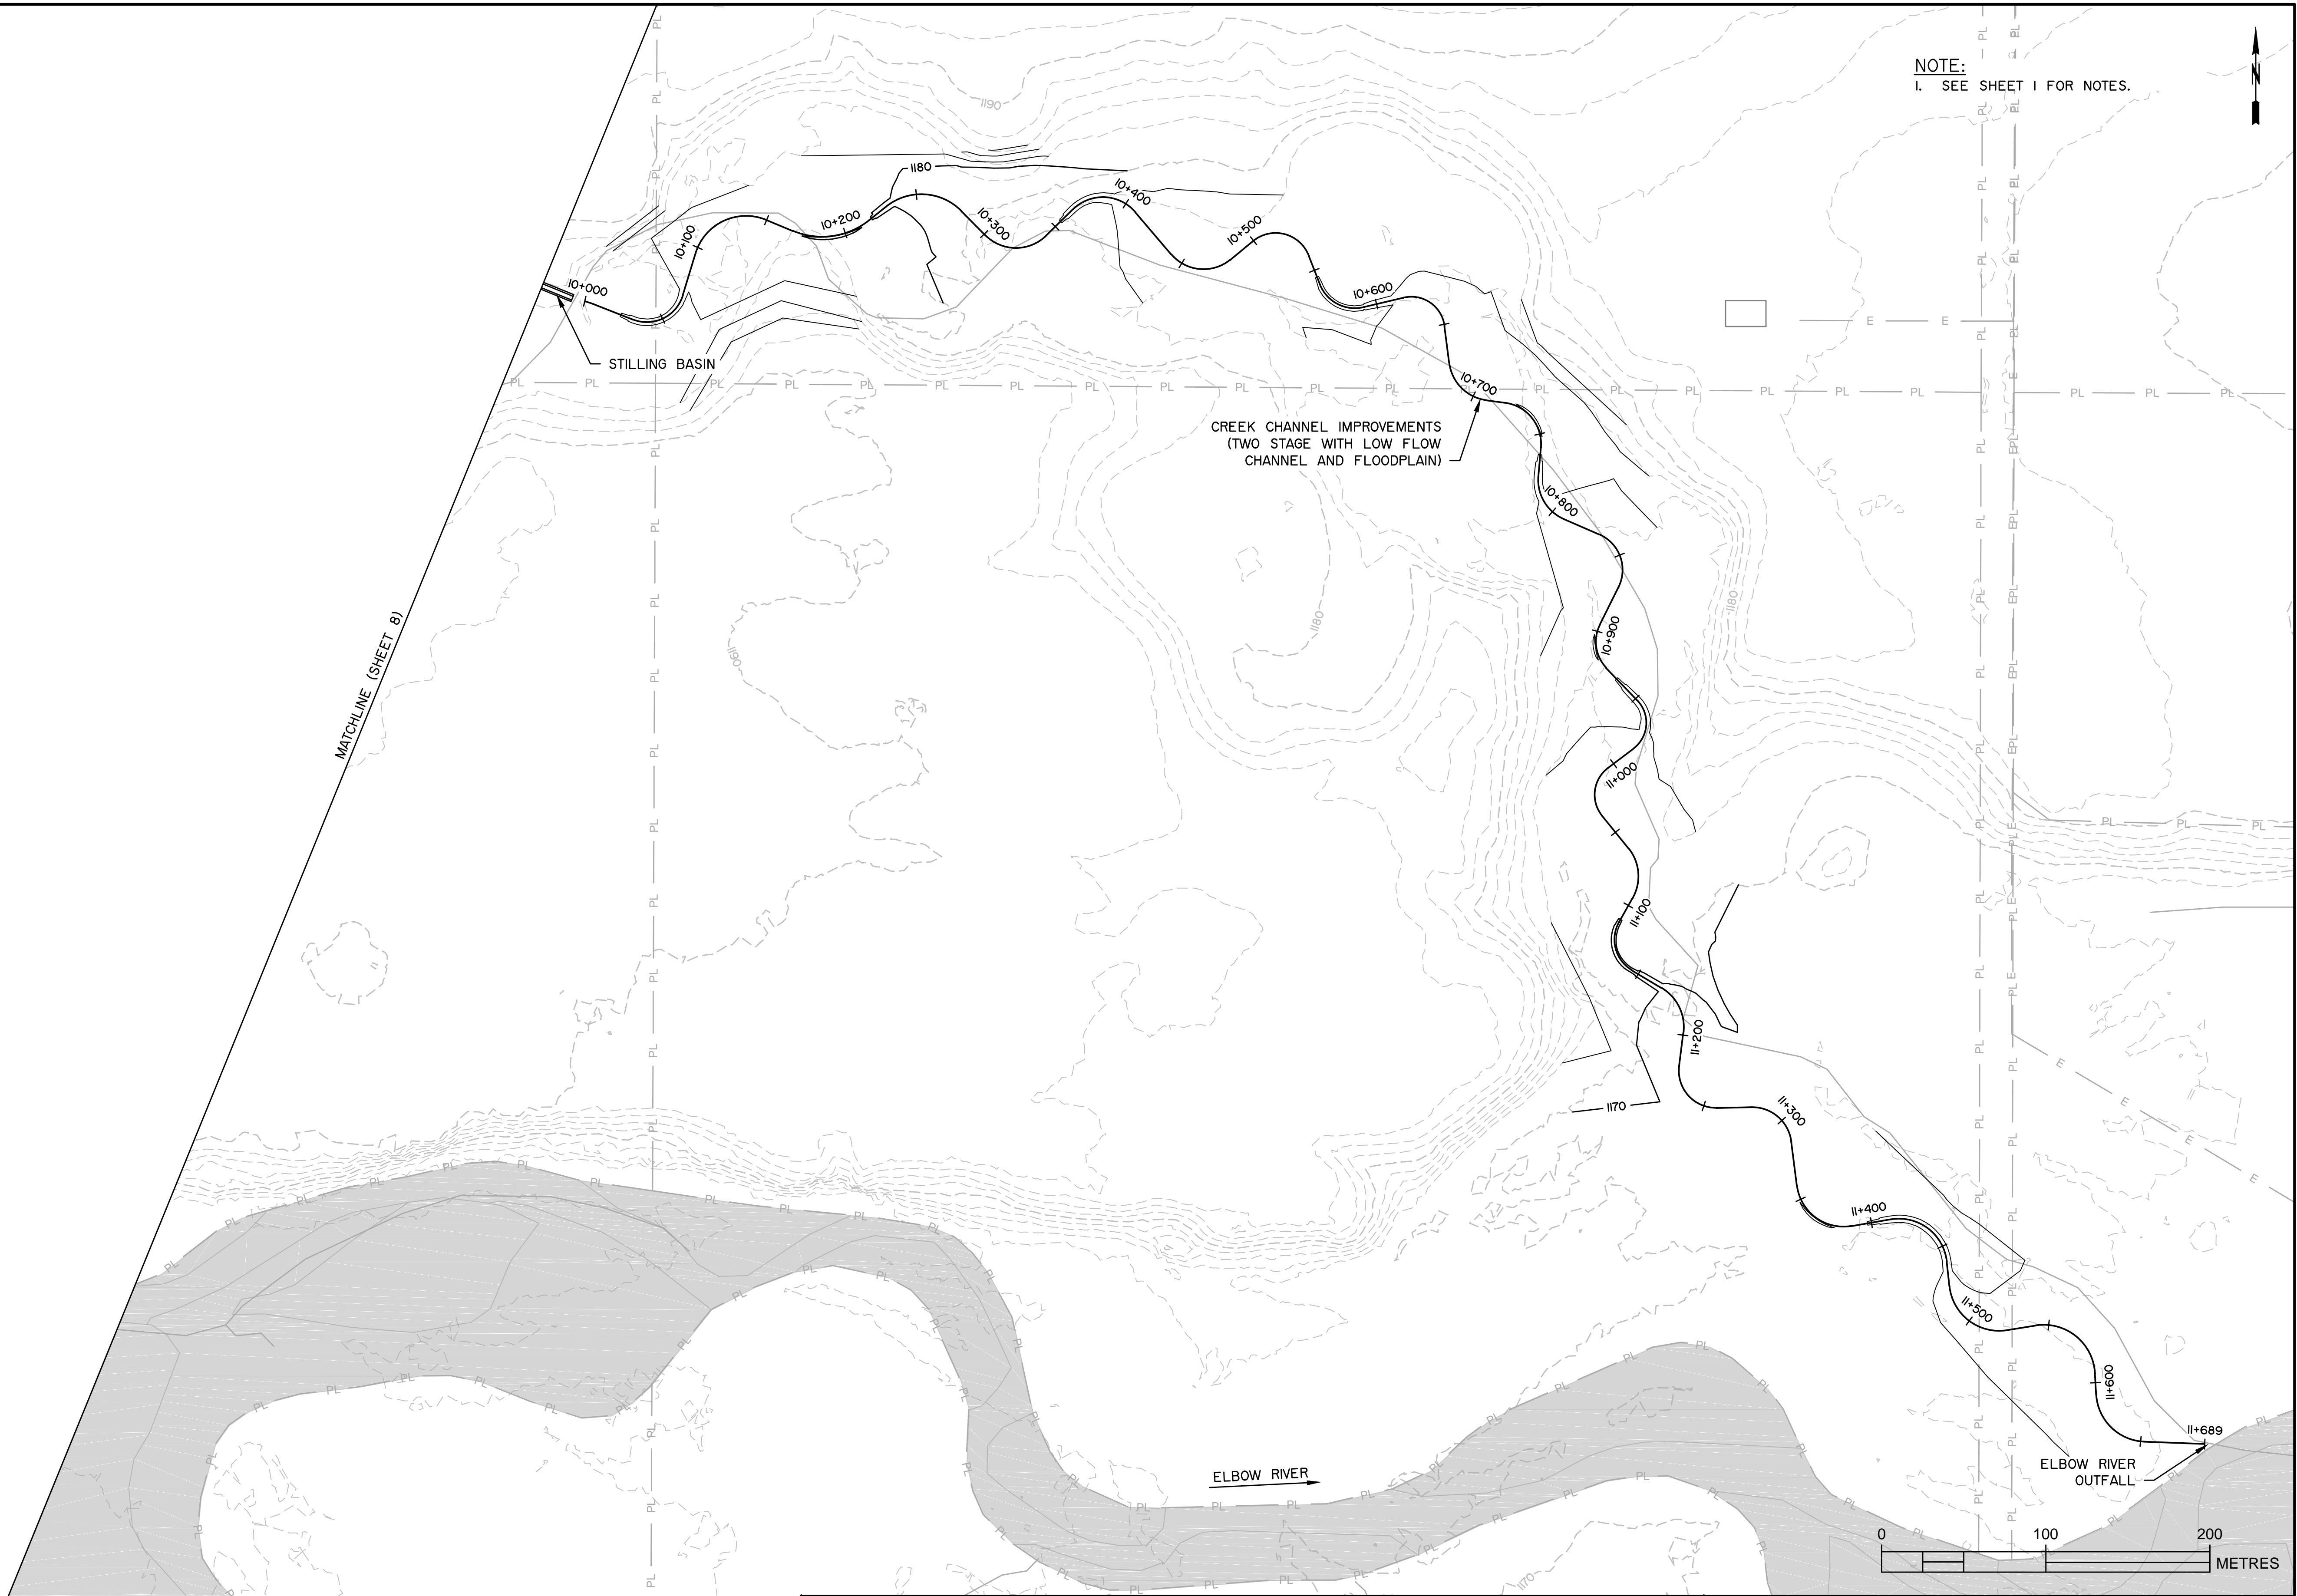 NOTE:
1. SEE SHEET 1 FOR NOTES.
N
1190
1180
10+000
10+100
10+200
10+300
10+400
10+500
10+600
10+700
10+800
10+900
11+000
11+100
11+200
11+300
11+400
11+500
11+600
11+689
STILLING BASIN
CREEK CHANNEL IMPROVEMENTS
(TWO STAGE WITH LOW FLOW
CHANNEL AND FLOODPLAIN)
MATCHLINE (SHEET 8)
1190
1180
1180
1170
ELBOW RIVER
ELBOW RIVER
OUTFALL
1170
0 100 200
METRES
PL
E